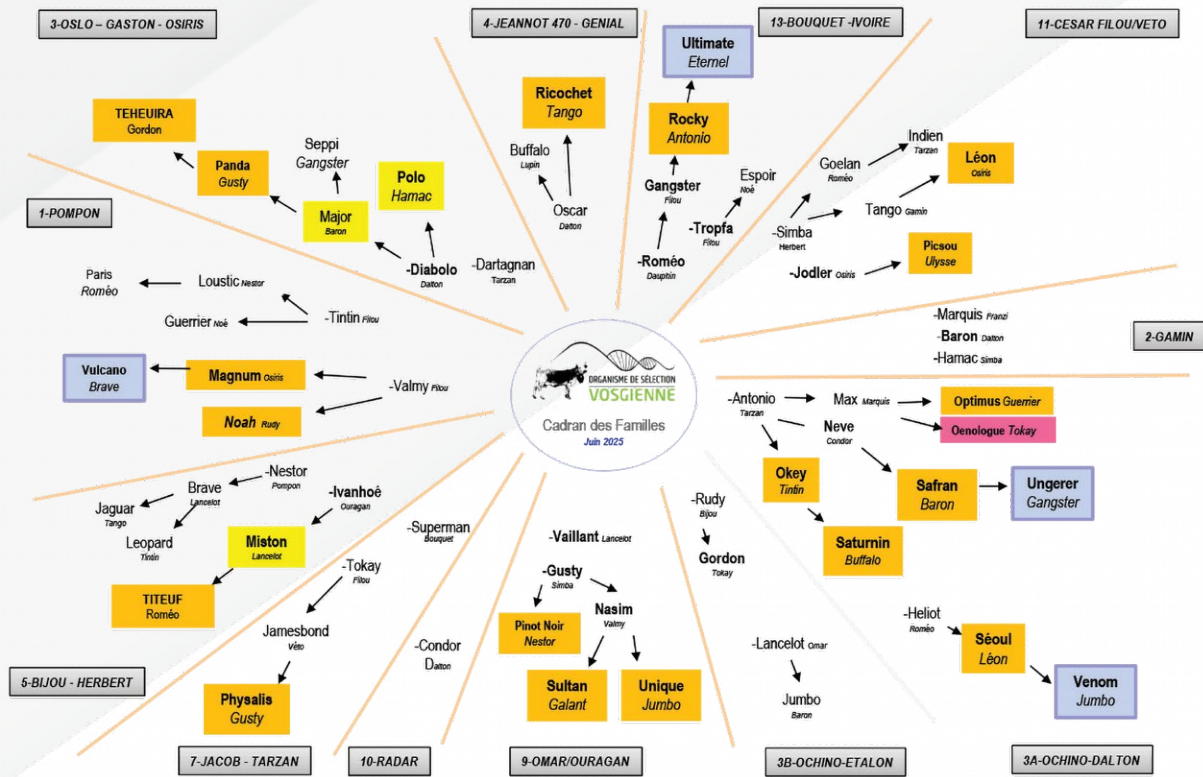 3-OSLO – GASTON - OSIRIS
4-JEANNOT 470 - GENIAL
13-BOUQUET -IVOIRE
11-CESAR FILOU/VETO
TEHEUIRA
Gordon
Panda
Gusty
Seppi
Gangster
Major
Baron
Polo
Hamac
-Diabolo
Dalton
-Dartagnan
Tarzan
Ricochet
Tango
Buffalo
Lupin
Oscar
Dalton
Ultimate
Eternel
Rocky
Antonio
Gangster
Filou
-Roméo
Dauphin
Espoir
Noé
-Tropfa
Filou
Goelan
Roméo
Indien
Tarzan
Léon
Osiris
Tango Gamin
-Simba
Herbert
-Jodler Osiris
Picsou
Ulysse
1-POMPON
Paris
Roméo
Loustic Nestor
Guerrier Noé
-Tintin Filou
Vulcano
Brave
Magnum Osiris
-Valmy Filou
Noah Rudy
ORGANISME DE SÉLECTION
VOSGIENNE
Cadran des Familles
Juin 2025
-Marquis Franzi
-Baron Dalton
-Hamac Simba
2-GAMIN
-Antonio
Tarzan
Max Marquis
Optimus Guerrier
Oenologue Tokay
Neve
Condor
Okey
Tintin
Safran
Baron
Ungerer
Gangster
Saturnin
Buffalo
-Nestor
Pompon
Brave
Lancelot
Jaguar
Tango
Leopard
Tintin
-Ivanhoé
Ouragan
Miston
Lancelot
TITEUF
Roméo
5-BIJOU - HERBERT
-Superman
Bouquet
-Tokay
Filou
Jamesbond
Véto
Physalis
Gusty
-Condor
Dalton
-Vaillant Lancelot
-Gusty
Simba
Pinot Noir
Nestor
Nasim
Valmy
Sultan
Galant
Unique
Jumbo
-Rudy
Bijou
Gordon
Tokay
-Lancelot Omar
Jumbo
Baron
-Heliot
Roméo
Séoul
Léon
Venom
Jumbo
7-JACOB - TARZAN
10-RADAR
9-OMAR/OURAGAN
3B-OCHINO-ETALON
3A-OCHINO-DALTON